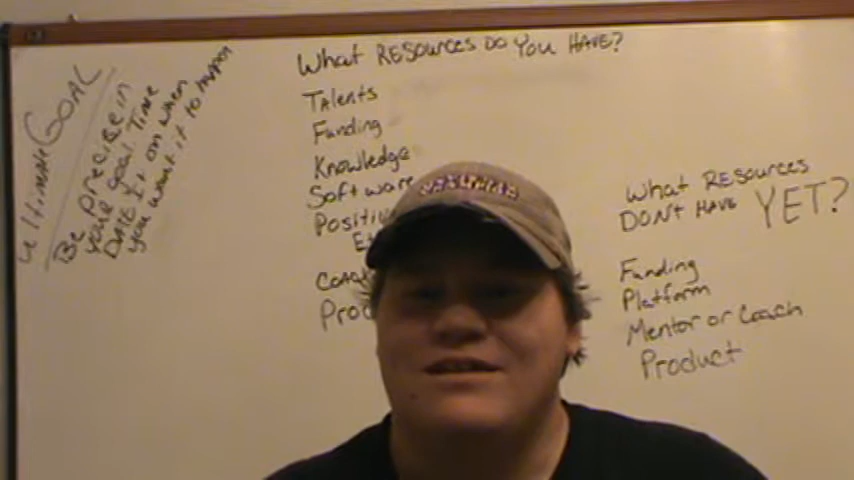 Ultimate GOAL
Be precise in
your goal. Time
DATE it on when
you want it to happen
What RESources Do You HAVE?
Talents
Funding
Knowledge
Software
What RESources
DON'T HAVE YET?
Funding
Platform
Mentor or Coach
Product